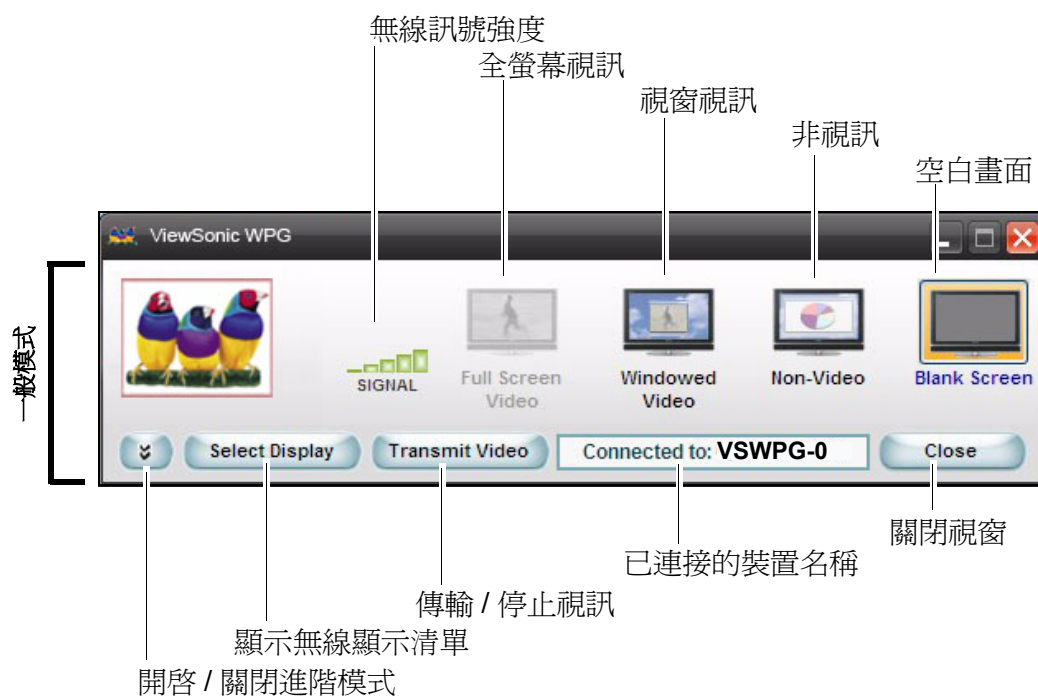 無線訊號強度
全螢幕視訊
視窗視訊
非視訊
空白畫面
ViewSonic WPG
一般模式
SIGNAL
Full Screen
Video
Windowed
Video
Non-Video
Blank Screen
Select Display
Transmit Video
Connected to: VSWPG-0
Close
關閉視窗
已連接的裝置名稱
傳輸 / 停止視訊
顯示無線顯示清單
開啓 / 關閉進階模式